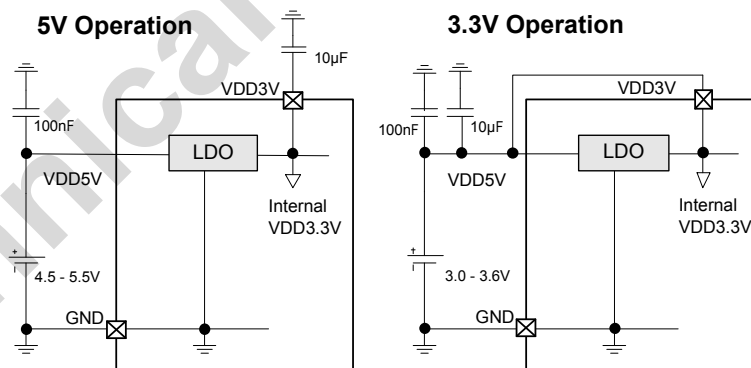 5V Operation
10µF
VDD3V
100nF
LDO
VDD5V
Internal
VDD3.3V
4.5 - 5.5V
GND
3.3V Operation
VDD3V
100nF
10µF
LDO
VDD5V
Internal
VDD3.3V
3.0 - 3.6V
GND